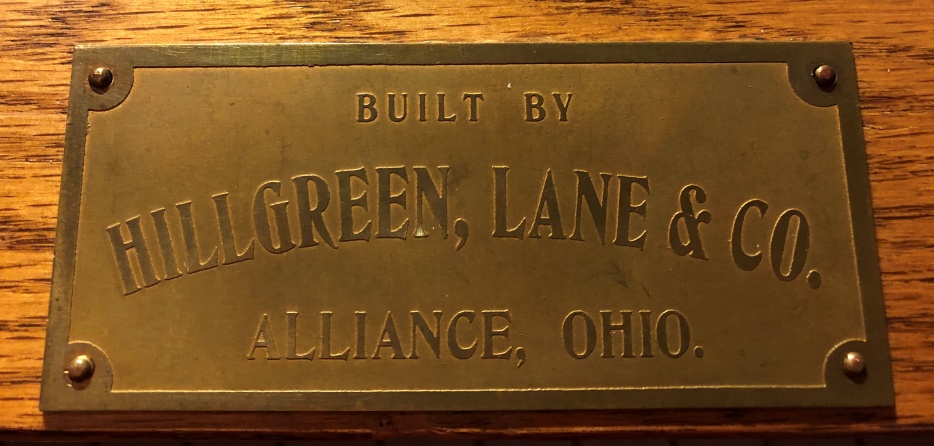 BUILT BY
HILLGREEN, LANE & CO.
ALLIANCE, OHIO.